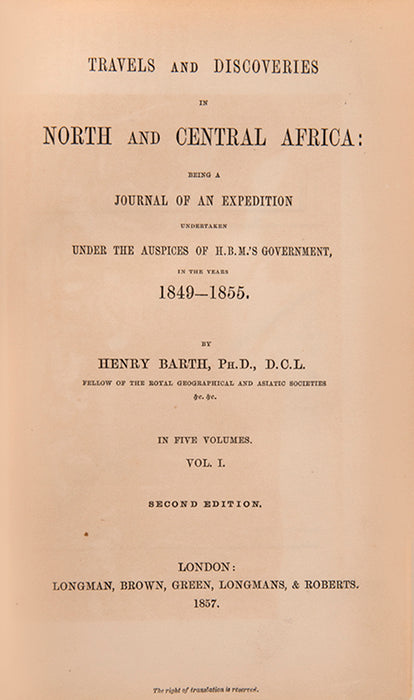 TRAVELS AND DISCOVERIES
IN
NORTH AND CENTRAL AFRICA:
BEING A
JOURNAL OF AN EXPEDITION
UNDERTAKEN
UNDER THE AUSPICES OF H.B.M.'S GOVERNMENT,
IN THE YEARS
1849—1855.
BY
HENRY BARTH, PH.D., D.C.L.
FELLOW OF THE ROYAL GEOGRAPHICAL AND ASIATIC SOCIETIES
&c. &c.
IN FIVE VOLUMES.
VOL. I.
SECOND EDITION.
LONDON:
LONGMAN, BROWN, GREEN, LONGMANS, & ROBERTS.
1857.
The right of translation is reserved.